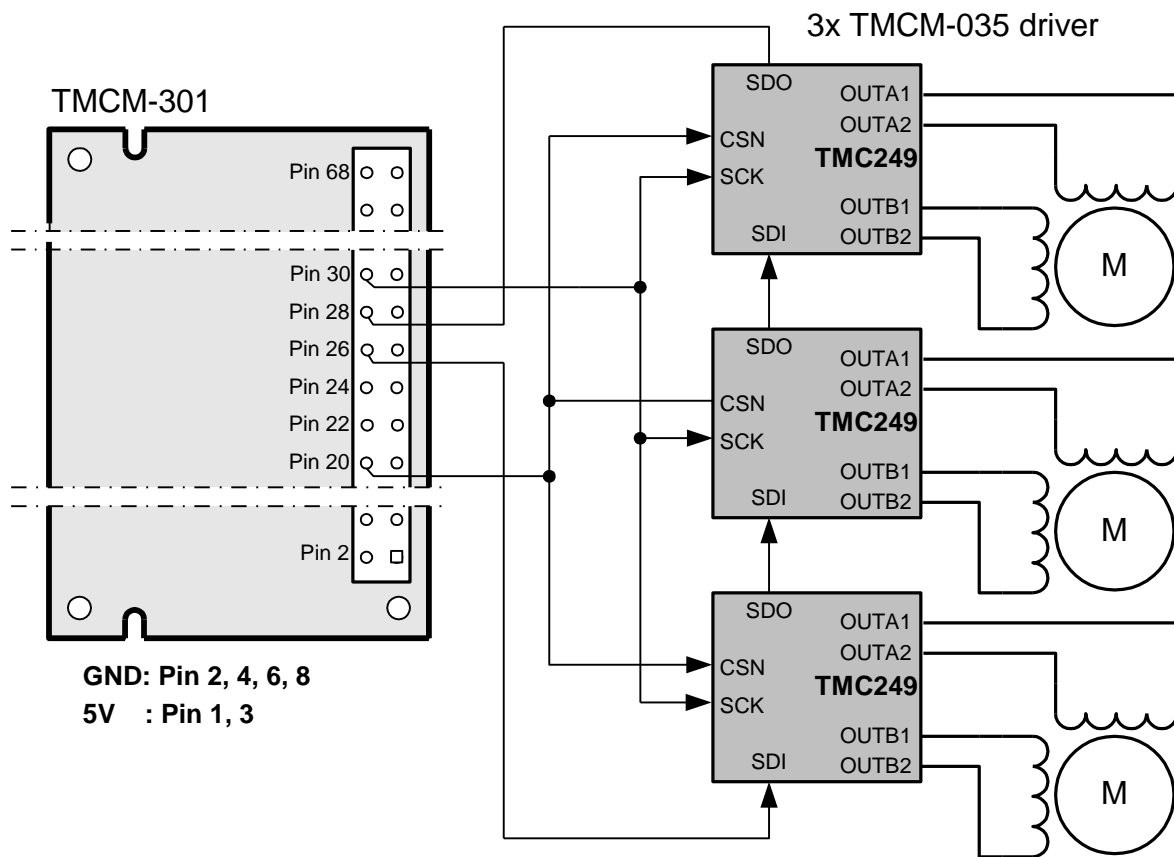 3x TMCM-035 driver
TMCM-301
Pin 68
Pin 30
Pin 28
Pin 26
Pin 24
Pin 22
Pin 20
Pin 2
GND: Pin 2, 4, 6, 8
5V : Pin 1, 3
SDO
OUTA1
OUTA2
CSN
TMC249
SCK
OUTB1
SDI
OUTB2
M
SDO
OUTA1
OUTA2
CSN
TMC249
SCK
OUTB1
SDI
OUTB2
M
SDO
OUTA1
OUTA2
CSN
TMC249
SCK
OUTB1
SDI
OUTB2
M